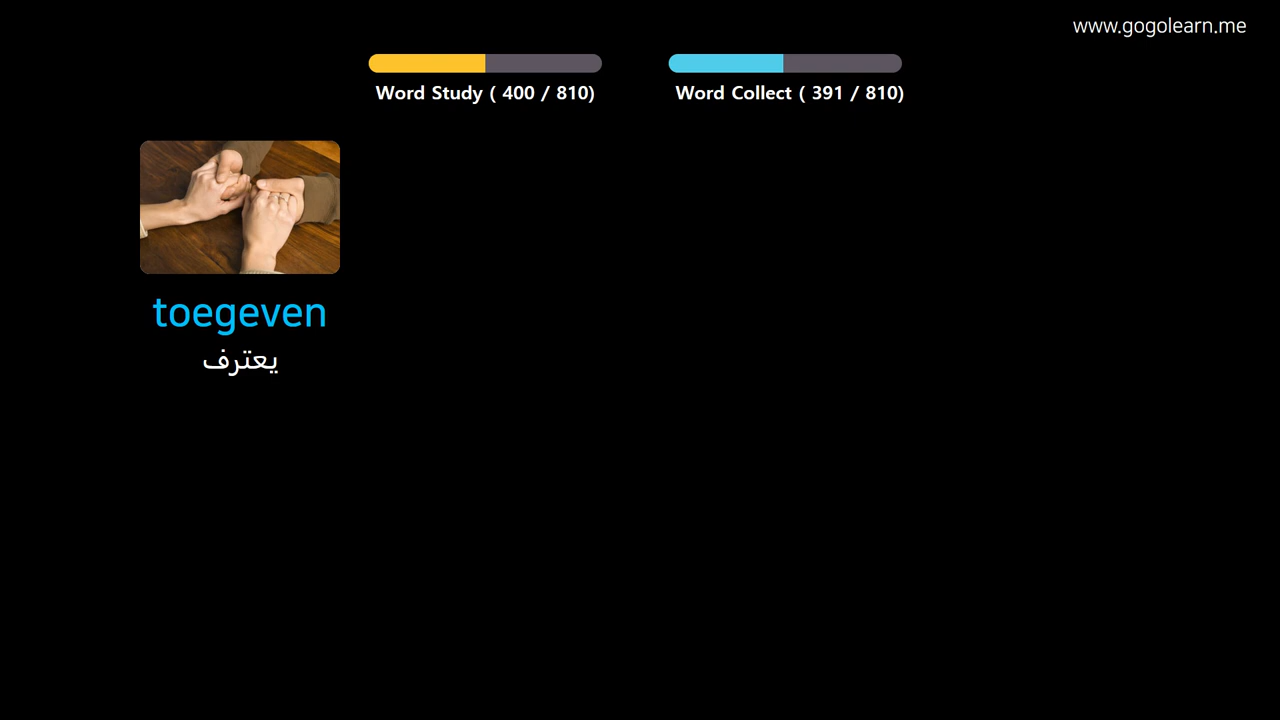 www.gogolearn.me
Word Study ( 400 / 810)
Word Collect ( 391 / 810)
toegeven
يعترف